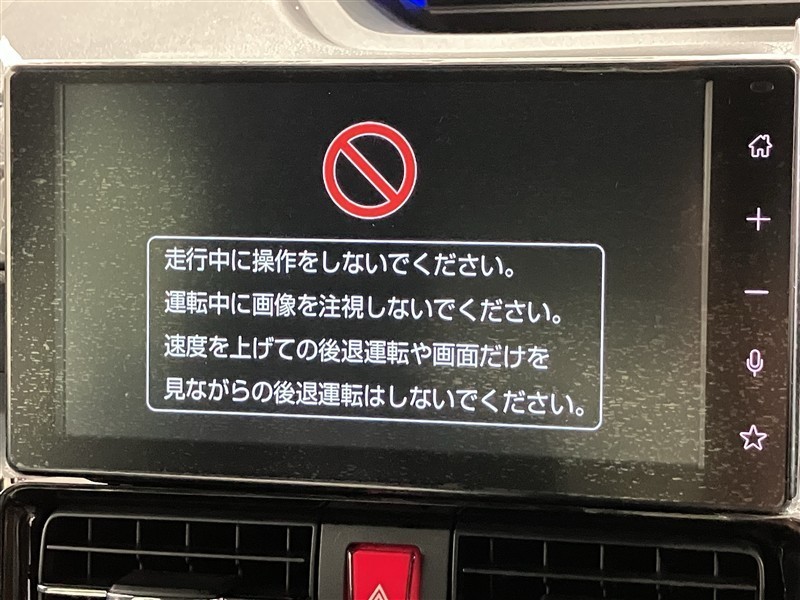 走行中に操作をしないでください。
運転中に画像を注視しないでください。
速度を上げての後退運転や画面だけを
見ながらの後退運転はしないでください。